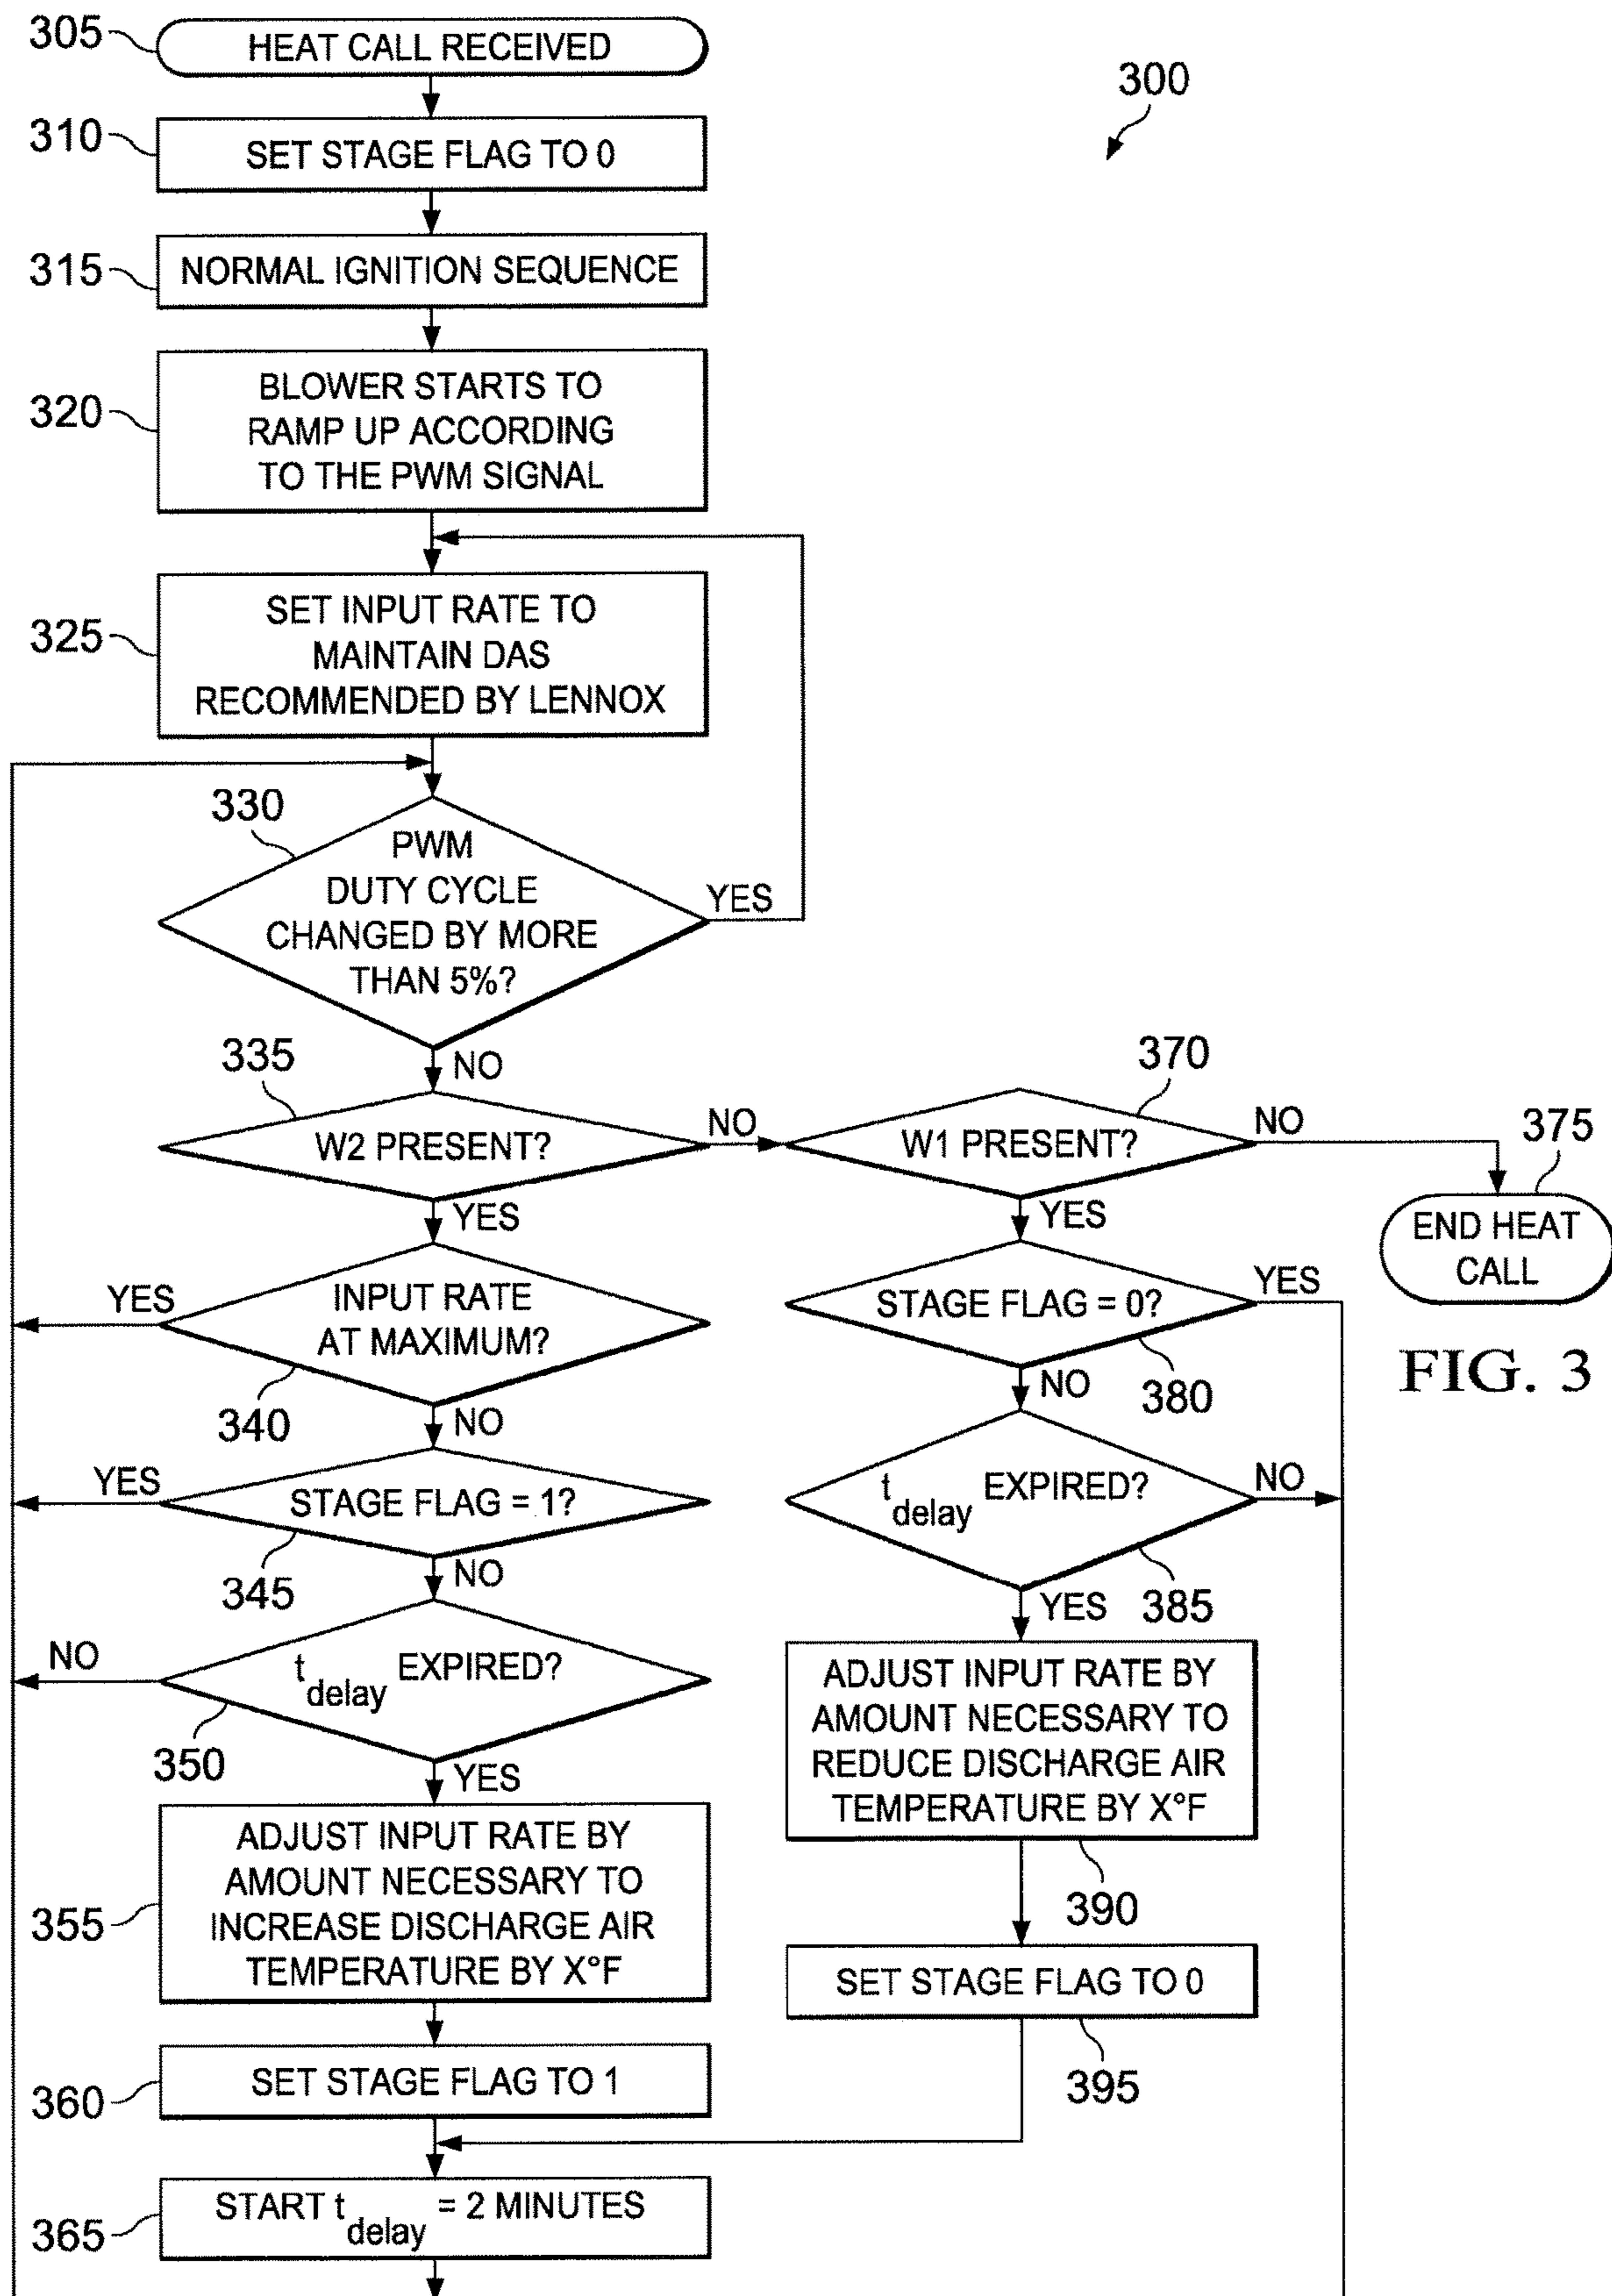 305
HEAT CALL RECEIVED
300
310
SET STAGE FLAG TO 0
315
NORMAL IGNITION SEQUENCE
320
BLOWER STARTS TO
RAMP UP ACCORDING
TO THE PWM SIGNAL
325
SET INPUT RATE TO
MAINTAIN DAS
RECOMMENDED BY LENNOX
330
PWM
DUTY CYCLE
CHANGED BY MORE
THAN 5%?
YES
NO
335
W2 PRESENT?
NO
YES
370
W1 PRESENT?
NO
YES
375
END HEAT
CALL
340
INPUT RATE
AT MAXIMUM?
YES
NO
380
STAGE FLAG = 0?
YES
NO
FIG. 3
345
STAGE FLAG = 1?
YES
NO
385
tdelay EXPIRED?
NO
YES
350
tdelay EXPIRED?
NO
YES
390
ADJUST INPUT RATE BY
AMOUNT NECESSARY TO
REDUCE DISCHARGE AIR
TEMPERATURE BY X°F
355
ADJUST INPUT RATE BY
AMOUNT NECESSARY TO
INCREASE DISCHARGE AIR
TEMPERATURE BY X°F
395
SET STAGE FLAG TO 0
360
SET STAGE FLAG TO 1
365
START tdelay = 2 MINUTES